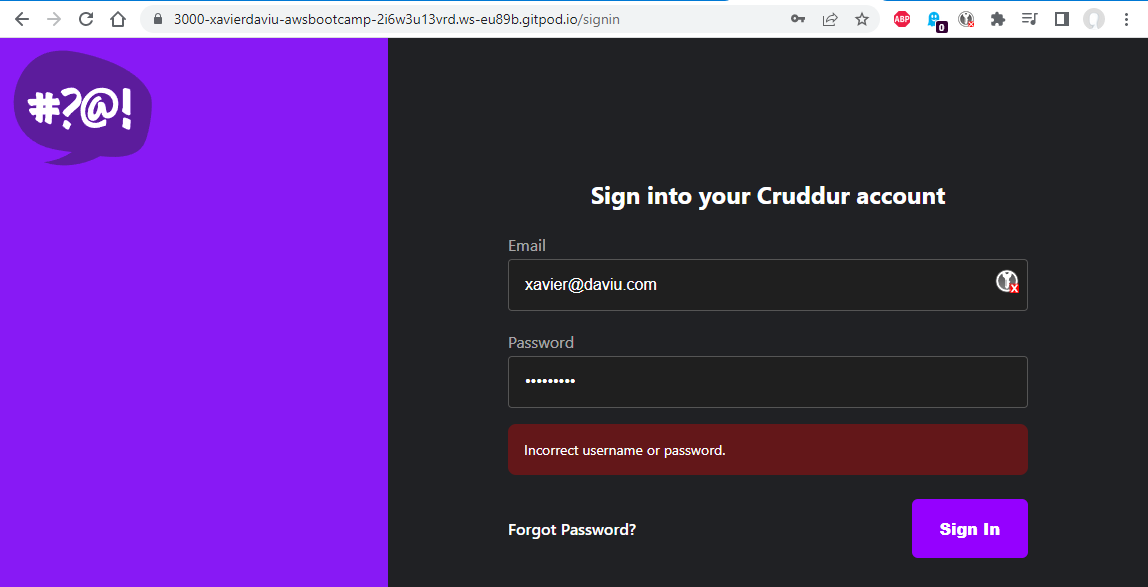 3000-xavierdaviu-awsbootcamp-2i6w3u13vrd.ws-eu89b.gitpod.io/signin
ABP
0
#?@!
Sign into your Cruddur account
Email
xavier@daviu.com
x
Password
•••••••••
Incorrect username or password.
Forgot Password?
Sign In